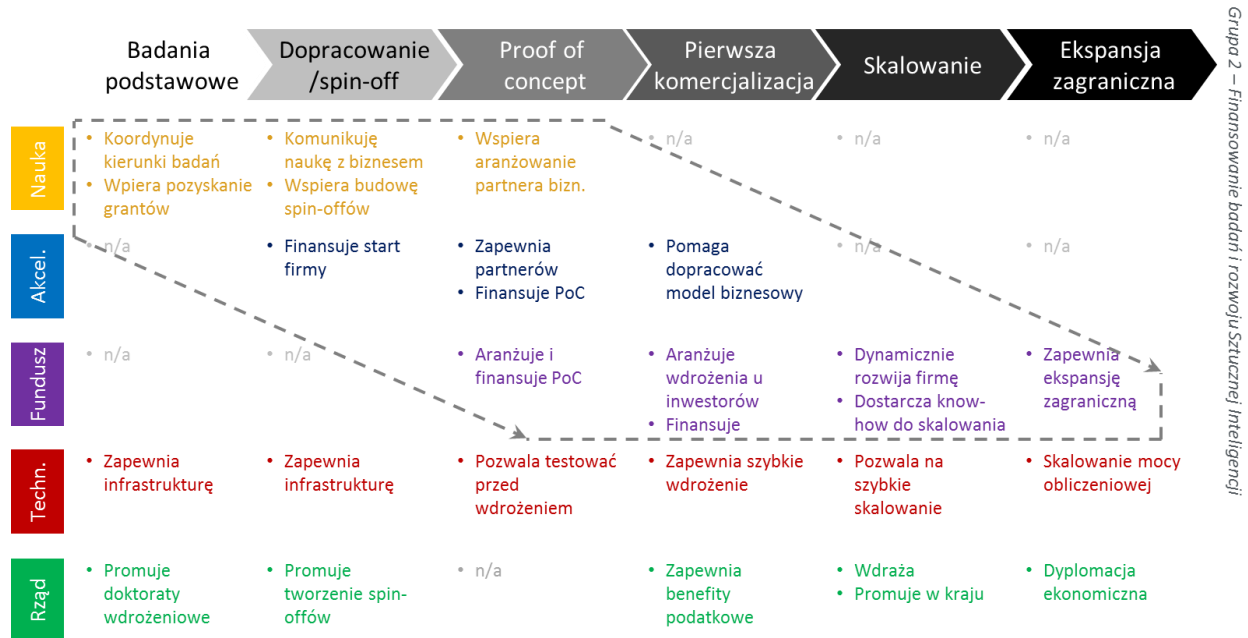 Badania
podstawowe
Dopracowanie
/spin-off
Proof of
concept
Pierwsza
komercjalizacja
Skalowanie
Ekspansja
zagraniczna
Nauka
• Koordynuje
kierunki badań
• Wpiera pozyskanie
grantów
• Komunikuję
naukę z biznesem
• Wspiera budowę
spin-offów
• Wspiera
aranżowanie
partnera bizn.
• n/a
• n/a
• n/a
Akcel.
• n/a
• Finansuje start
firmy
• Zapewnia
partnerów
• Finansuje PoC
• Pomaga
dopracować
model biznesowy
• n/a
• n/a
Fundusz
• n/a
• n/a
• Aranżuje i
finansuje PoC
• Aranżuje
wdrożenia u
inwestorów
• Finansuje
• Dynamicznie
rozwija firmę
• Dostarcza know-
how do skalowania
• Zapewnia
ekspansję
zagraniczną
Techn.
• Zapewnia
infrastrukturę
• Zapewnia
infrastrukturę
• Pozwala testować
przed
wdrożeniem
• Zapewnia szybkie
wdrożenie
• Pozwala na
szybkie
skalowanie
• Skalowanie mocy
obliczeniowej
Rząd
• Promuje
doktoraty
wdrożeniowe
• Promuje
tworzenie spin-
offów
• n/a
• Zapewnia
benefity
podatkowe
• Wdraża
• Promuje w kraju
• Dyplomacja
ekonomiczna
Grupa 2 – Finansowanie badań i rozwoju Sztucznej Inteligencji